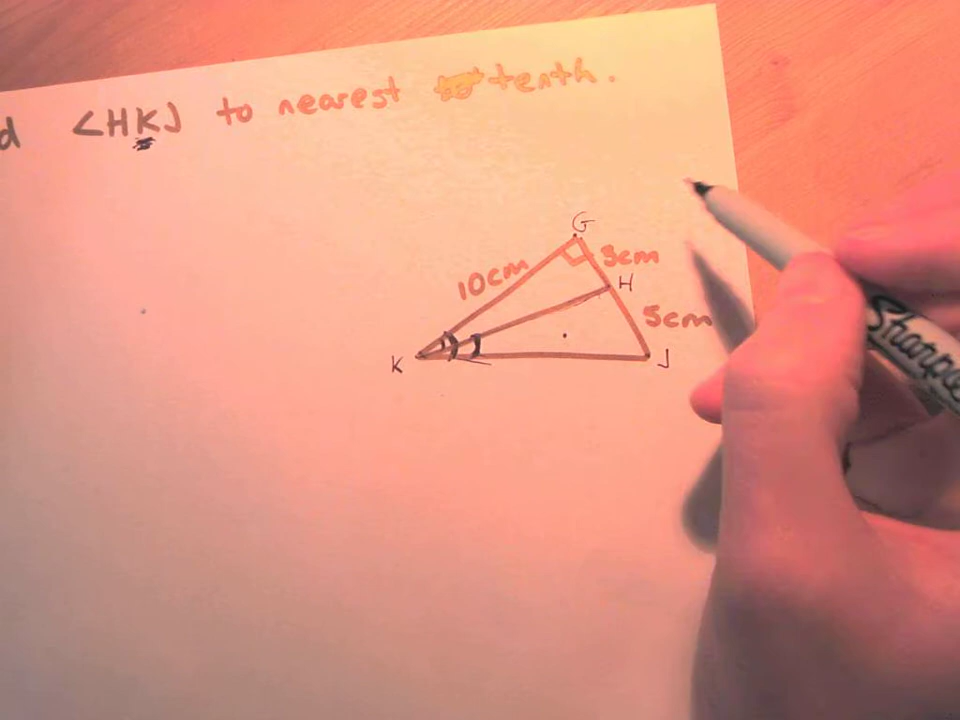 d <HKJ to nearest tenth.
G
10cm 3cm
H
5cm
K J
Sharpie